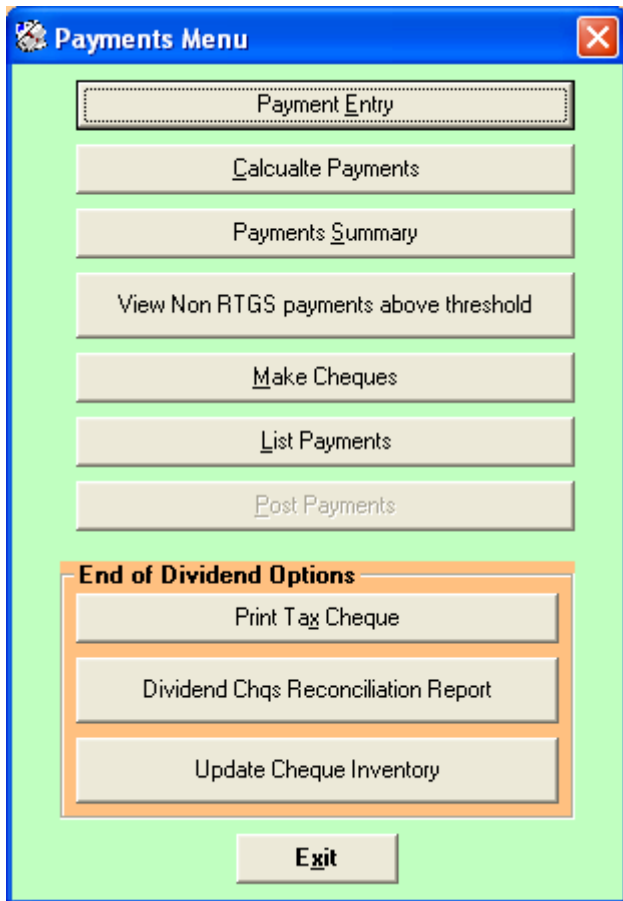 Payments Menu
Payment Entry
Calcualte Payments
Payments Summary
View Non RTGS payments above threshold
Make Cheques
List Payments
Post Payments
End of Dividend Options
Print Tax Cheque
Dividend Chqs Reconciliation Report
Update Cheque Inventory
Exit